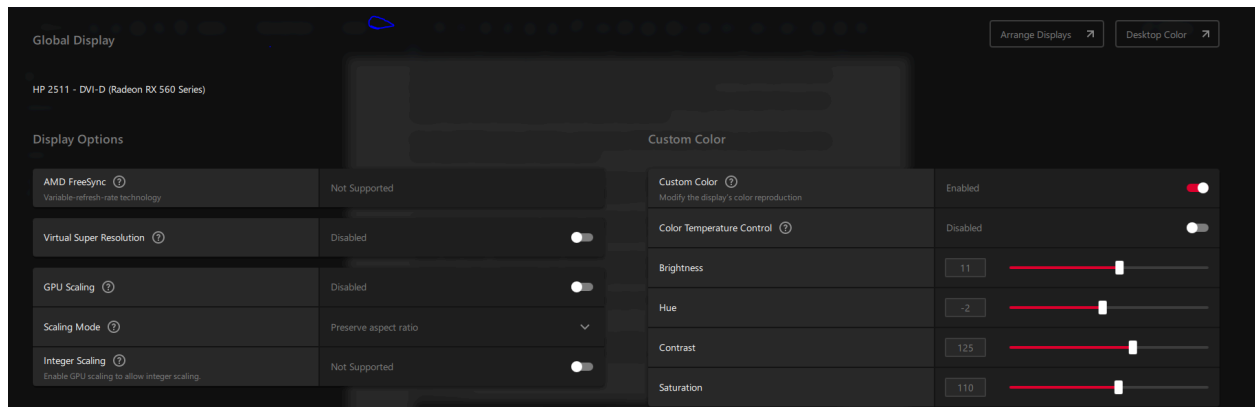 Global Display
Arrange Displays
Desktop Color
HP 2511 - DVI-D (Radeon RX 560 Series)
Display Options
AMD FreeSync
Variable-refresh-rate technology
Not Supported
Virtual Super Resolution
Disabled
GPU Scaling
Disabled
Scaling Mode
Preserve aspect ratio
Integer Scaling
Enable GPU scaling to allow integer scaling.
Not Supported
Custom Color
Custom Color
Modify the display's color reproduction
Enabled
Color Temperature Control
Disabled
Brightness
11
Hue
-2
Contrast
125
Saturation
110